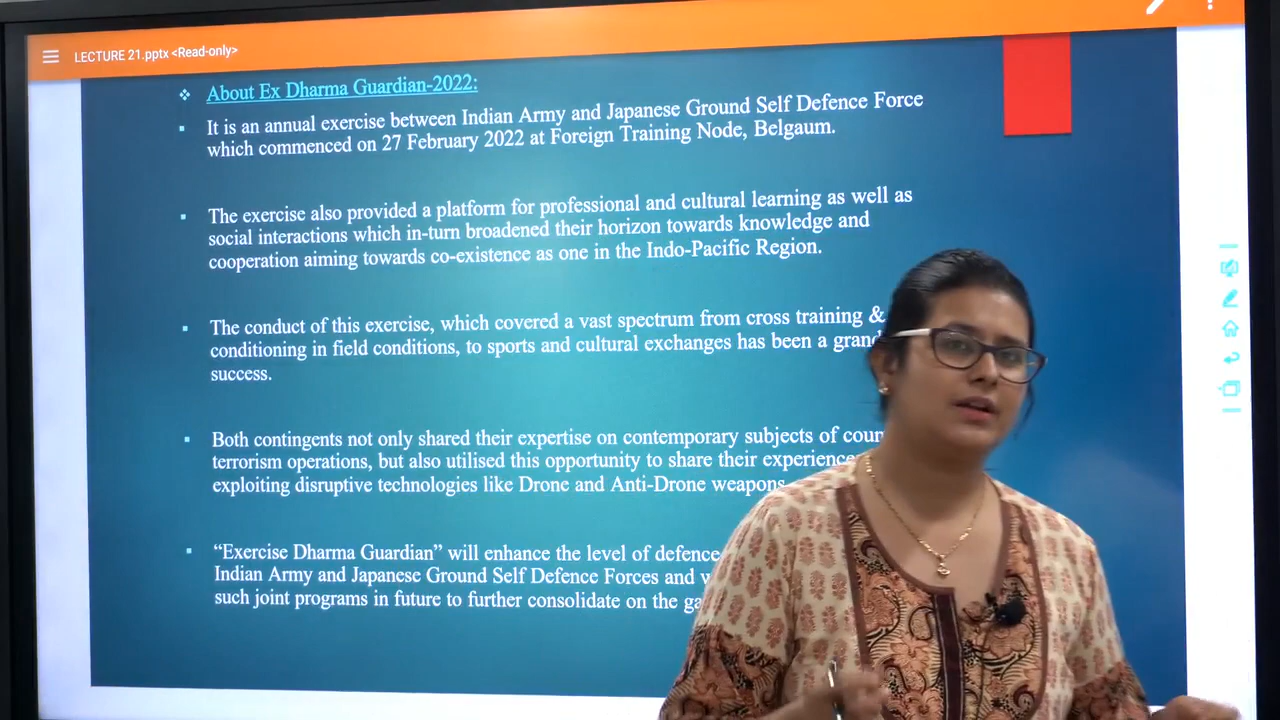 LECTURE 21.pptx <Read-only>
About Ex Dharma Guardian-2022:
It is an annual exercise between Indian Army and Japanese Ground Self Defence Force
which commenced on 27 February 2022 at Foreign Training Node, Belgaum.
The exercise also provided a platform for professional and cultural learning as well as
social interactions which in-turn broadened their horizon towards knowledge and
cooperation aiming towards co-existence as one in the Indo-Pacific Region.
The conduct of this exercise, which covered a vast spectrum from cross training &
conditioning in field conditions, to sports and cultural exchanges has been a grand
success.
Both contingents not only shared their expertise on contemporary subjects of
terrorism operations, but also utilised this opportunity to share their
exploiting disruptive technologies like Drone and Anti-Drone weapons
“Exercise Dharma Guardian” will enhance the level of defence
Indian Army and Japanese Ground Self Defence Forces and
such joint programs in future to further consolidate on the